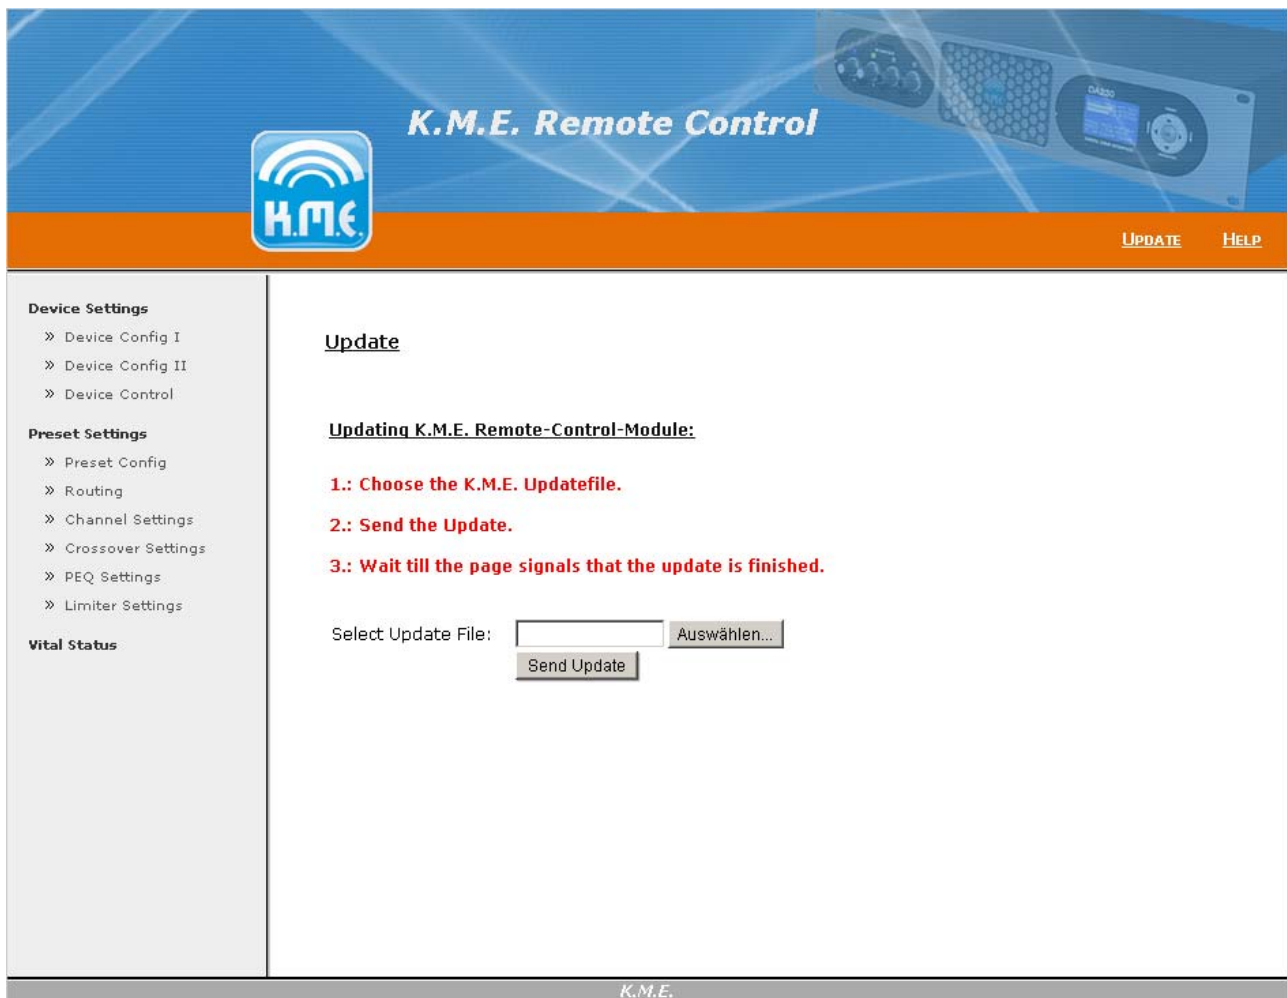 K.M.E. Remote Control
K.M.E.
UPDATE HELP
Device Settings
» Device Config I
» Device Config II
» Device Control
Preset Settings
» Preset Config
» Routing
» Channel Settings
» Crossover Settings
» PEQ Settings
» Limiter Settings
Vital Status
Update
Updating K.M.E. Remote-Control-Module:
1.: Choose the K.M.E. Updatefile.
2.: Send the Update.
3.: Wait till the page signals that the update is finished.
Select Update File: Auswählen...
Send Update
K.M.E.